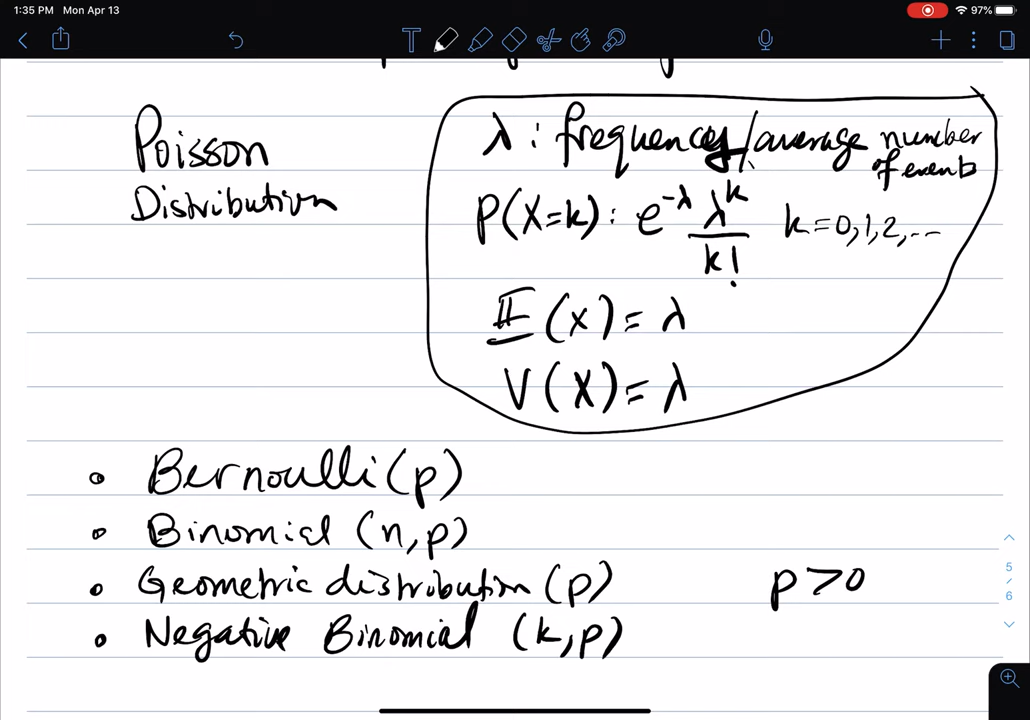 1:35 PM Mon Apr 13
97%
T
Poisson
Distribution
λ : frequency/average number
of events
P(X=k) : e^-λ λ^k / k! k=0,1,2,...
E(x) = λ
V(X) = λ
• Bernoulli (p)
• Binomial (n,p)
• Geometric distribution (p) p>0
• Negative Binomial (k,p)
5
/
6